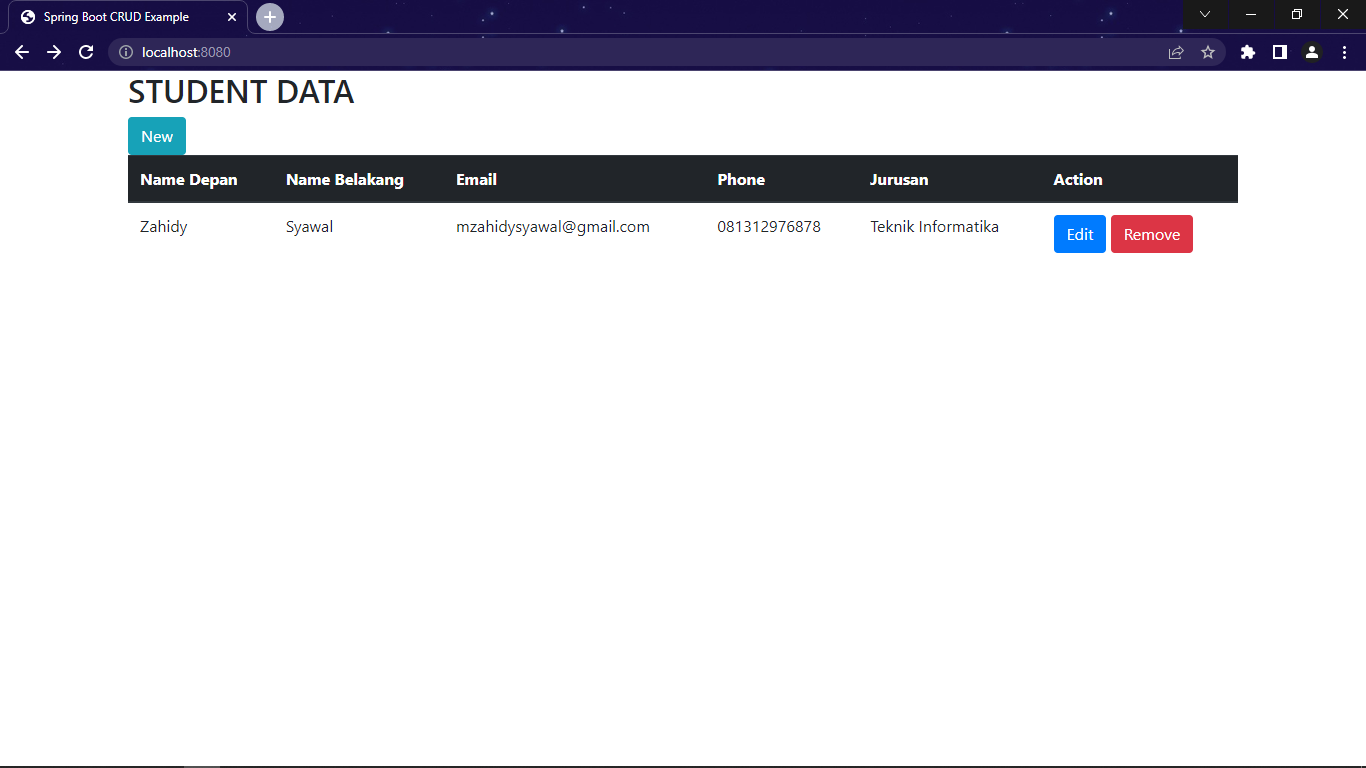 Spring Boot CRUD Example
localhost:8080
STUDENT DATA
New
Name Depan Name Belakang Email Phone Jurusan Action
Zahidy Syawal mzahidysyawal@gmail.com 081312976878 Teknik Informatika Edit Remove